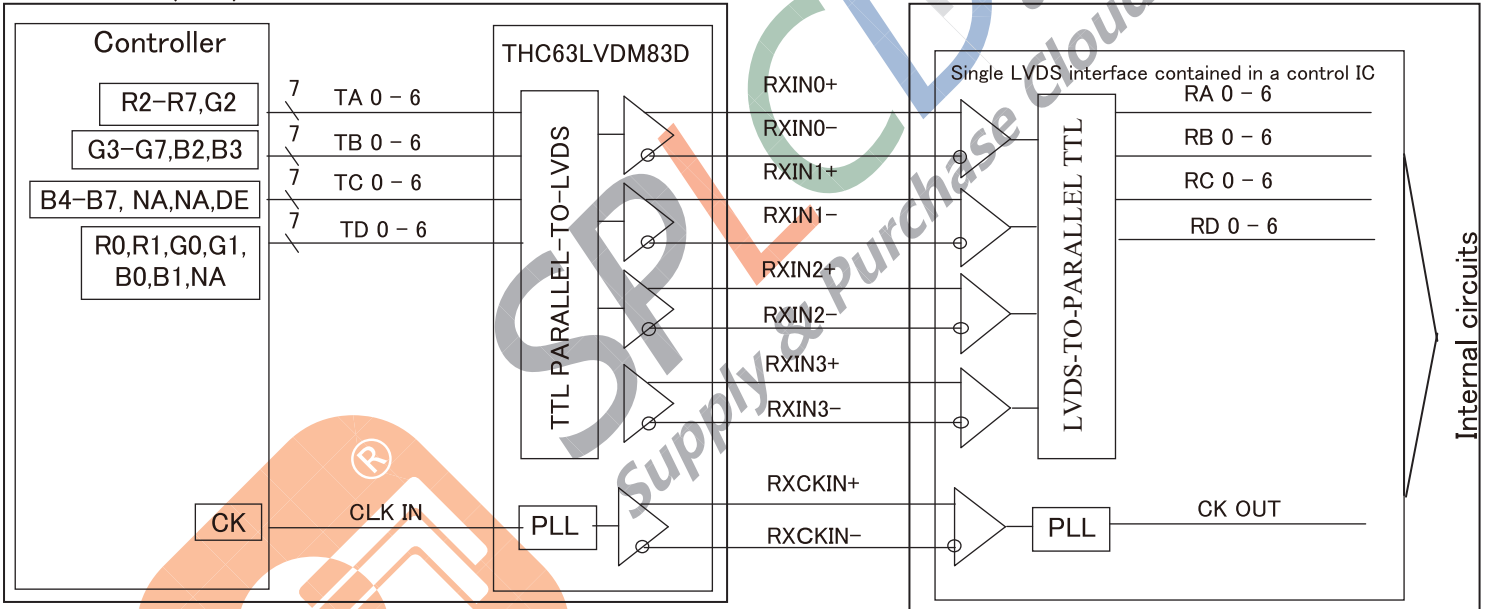 Controller
THC63LVDM83D
R2-R7,G2
7
TA 0 - 6
G3-G7,B2,B3
7
TB 0 - 6
B4-B7, NA,NA,DE
7
TC 0 - 6
R0,R1,G0,G1,
B0,B1,NA
7
TD 0 - 6
TTL PARALLEL-TO-LVDS
CK
CLK IN
PLL
RXIN0+
RXIN0-
RXIN1+
RXIN1-
RXIN2+
RXIN2-
RXIN3+
RXIN3-
RXCKIN+
RXCKIN-
Single LVDS interface contained in a control IC
LVDS-TO-PARALLEL TTL
RA 0 - 6
RB 0 - 6
RC 0 - 6
RD 0 - 6
PLL
CK OUT
Internal circuits
SPLC
Supply & Purchase Cloud
®